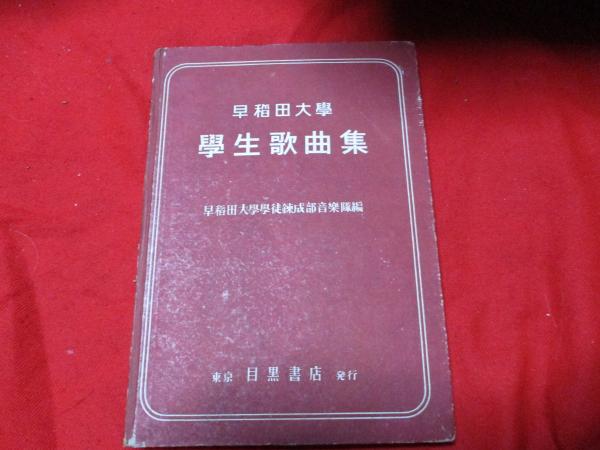 早稻田大學
學生歌曲集
早稻田大學學徒錬成部音樂隊編
東京 目黒書店 発行